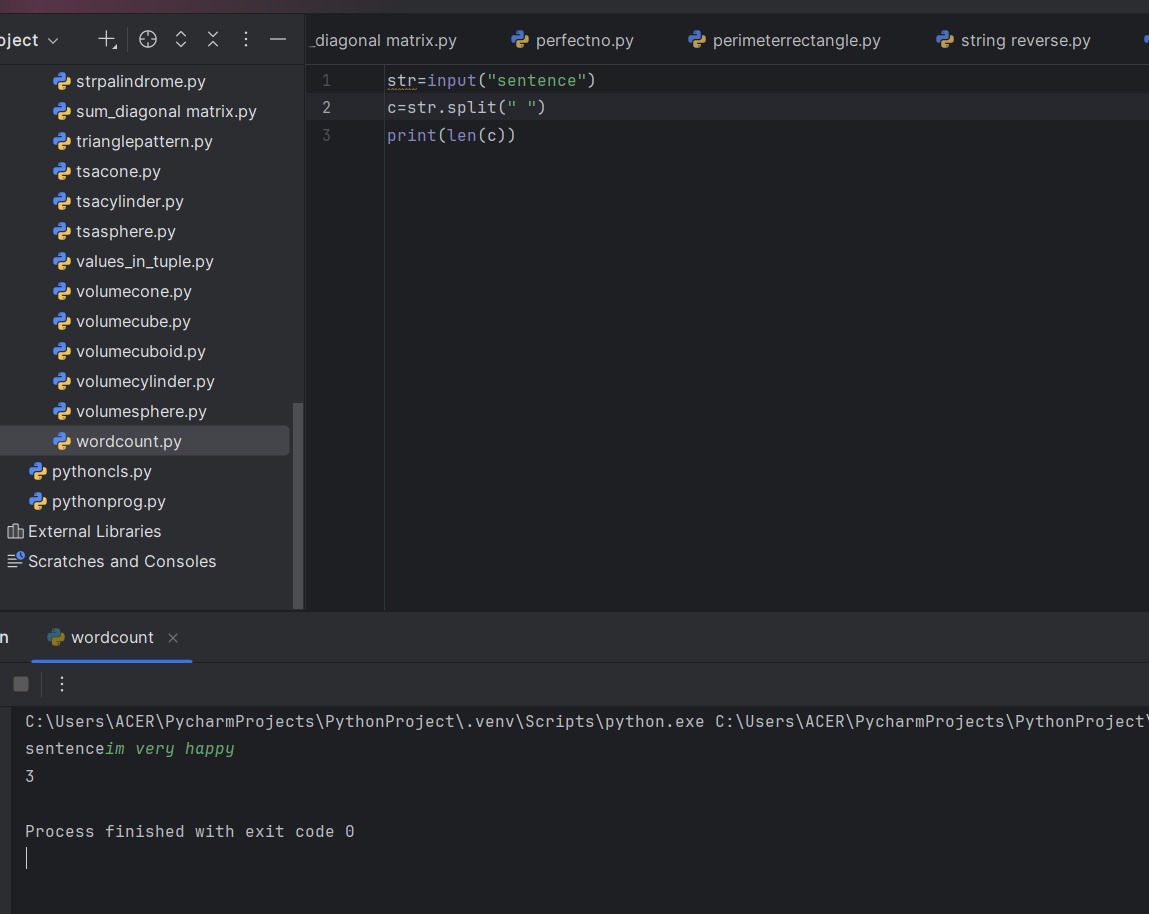 oject
_diagonal matrix.py perfectno.py perimeterrectangle.py string reverse.py
strpalindrome.py
sum_diagonal matrix.py
trianglepattern.py
tsacone.py
tsacylinder.py
tsasphere.py
values_in_tuple.py
volumecone.py
volumecube.py
volumecuboid.py
volumecylinder.py
volumesphere.py
wordcount.py
pythoncls.py
pythonprog.py
External Libraries
Scratches and Consoles
1 str=input("sentence")
2 c=str.split(" ")
3 print(len(c))
n wordcount
C:\Users\ACER\PycharmProjects\PythonProject\.venv\Scripts\python.exe C:\Users\ACER\PycharmProjects\PythonProject\
sentenceim very happy
3
Process finished with exit code 0